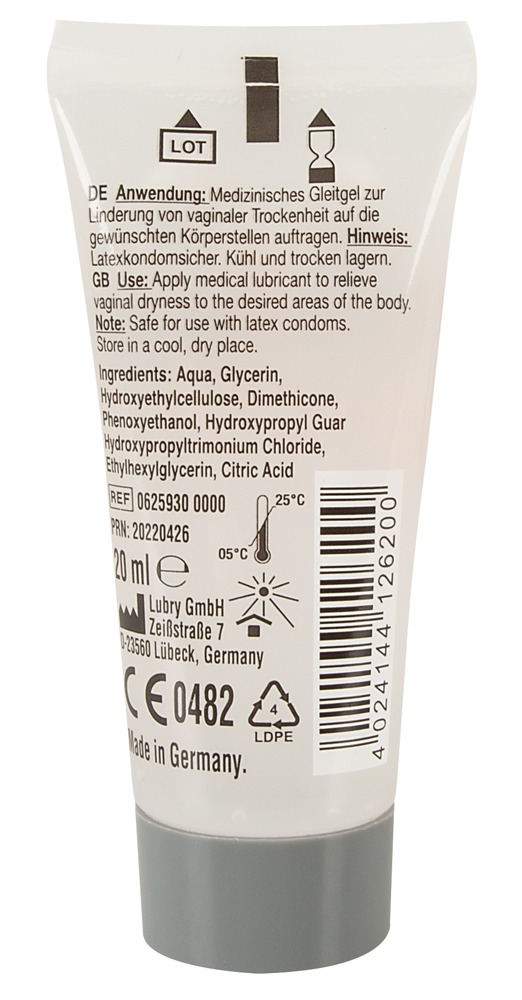 LOT
DE Anwendung: Medizinisches Gleitgel zur
Linderung von vaginaler Trockenheit auf die
gewünschten Körperstellen auftragen. Hinweis:
Latexkondomsicher. Kühl und trocken lagern.
GB Use: Apply medical lubricant to relieve
vaginal dryness to the desired areas of the body.
Note: Safe for use with latex condoms.
Store in a cool, dry place.
Ingredients: Aqua, Glycerin,
Hydroxyethylcellulose, Dimethicone,
Phenoxyethanol, Hydroxypropyl Guar
Hydroxypropyltrimonium Chloride,
Ethylhexylglycerin, Citric Acid
REF 0625930 0000
PRN: 20220426
25°C
05°C
20 ml ℮
Lubry GmbH
Zeißstraße 7
D-23560 Lübeck, Germany
CE 0482
4
LDPE
Made in Germany.
4 024144 126200